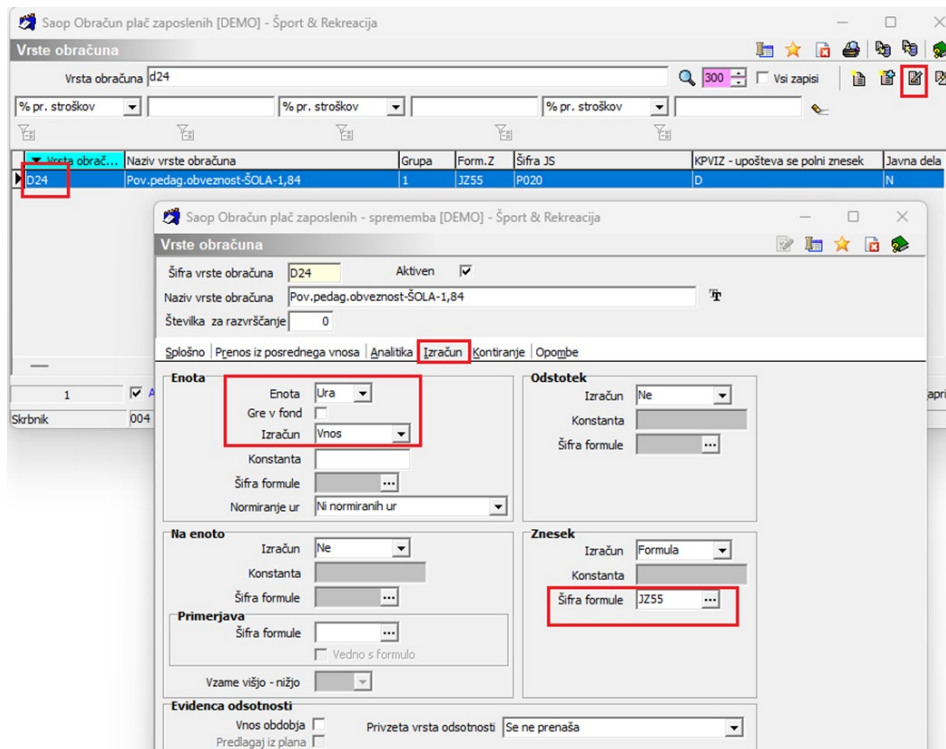 Saop Obračun plač zaposlenih [DEMO] - Šport & Rekreacija
Vrste obračuna
Vrsta obračuna d24 300 Vsi zapisi
% pr. stroškov % pr. stroškov % pr. stroškov
Vrsta obrač... Naziv vrste obračuna Grupa Form.Z Šifra JS KPVIZ - upošteva se polni znesek Javna dela
D24 Pov.pedag.obveznost-ŠOLA-1,84 1 JZ55 P020 D N
1 A
Skrbnik 004
Saop Obračun plač zaposlenih - sprememba [DEMO] - Šport & Rekreacija
Vrste obračuna
Šifra vrste obračuna D24 Aktiven
Naziv vrste obračuna Pov.pedag.obveznost-ŠOLA-1,84
Številka za razvrščanje 0
Splošno Prenos iz posrednega vnosa Analitika Izračun Kontiranje Opombe
Enota
Enota Ura
Gre v fond
Izračun Vnos
Konstanta
Šifra formule ...
Normiranje ur Ni normiranih ur
Odstotek
Izračun Ne
Konstanta
Šifra formule ...
Na enoto
Izračun Ne
Konstanta
Šifra formule ...
Primerjava
Šifra formule ...
Vedno s formulo
Vzame višjo - nižjo
Znesek
Izračun Formula
Konstanta
Šifra formule JZ55 ...
Evidenca odsotnosti
Vnos obdobja Privzeta vrsta odsotnosti Se ne prenaša
Predlagaj iz plana